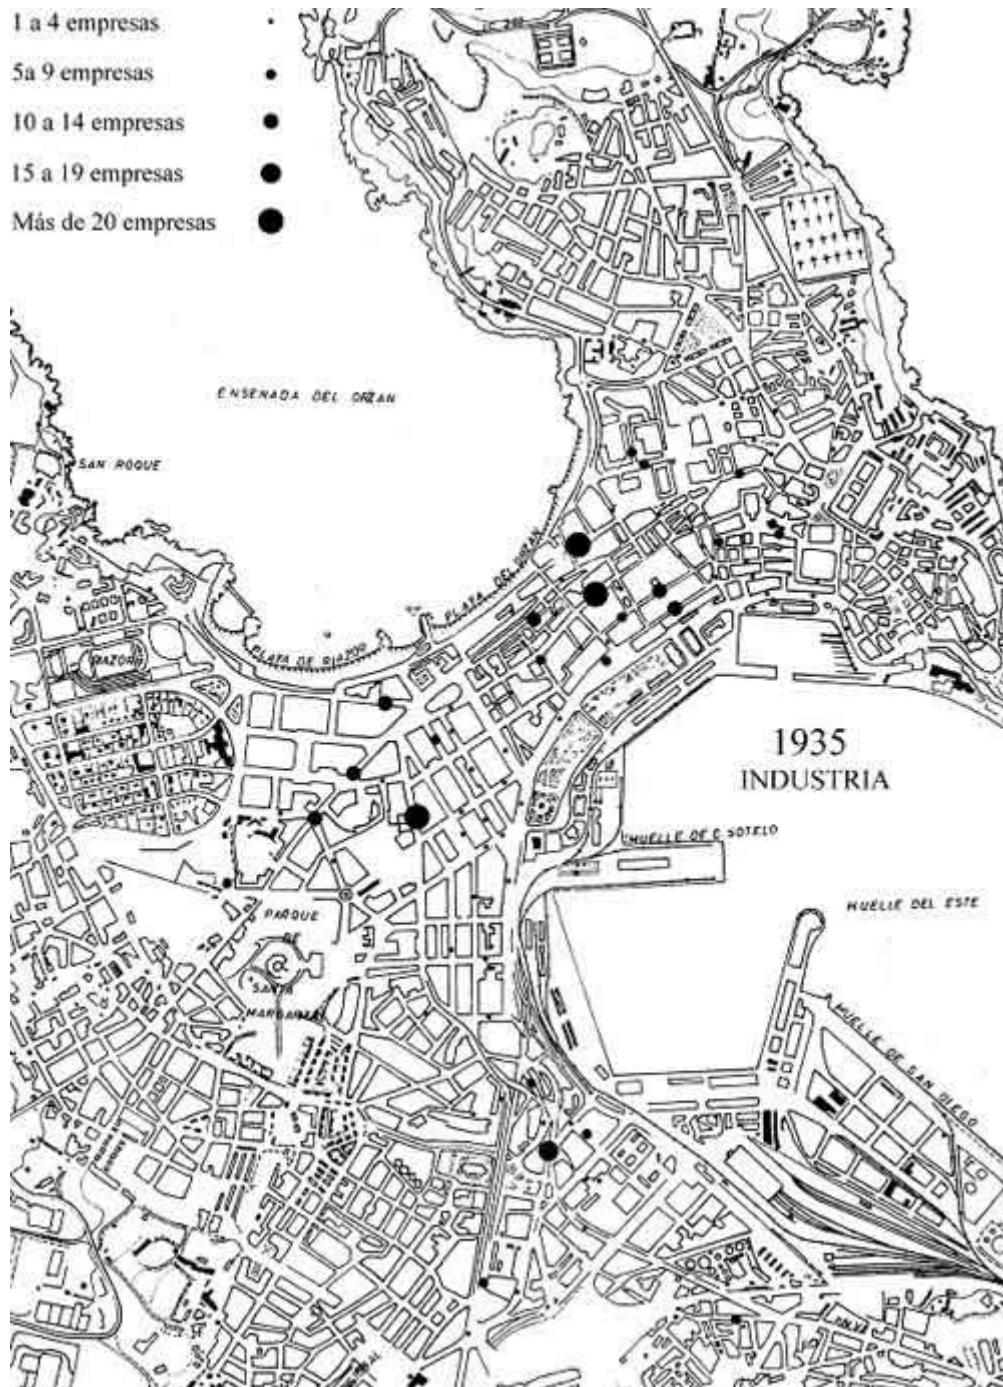 1 a 4 empresas
5a 9 empresas
10 a 14 empresas
15 a 19 empresas
Más de 20 empresas
ENSENADA DEL ORZAN
SAN ROQUE
PLAYA DEL ORZAN
PLAYA DE RIAZOR
RIAZOR
1935
INDUSTRIA
MUELLE DE C. SOTELO
MUELLE DEL ESTE
PARQUE
DE
SANTA
MARGARITA
MUELLE DE SAN DIEGO